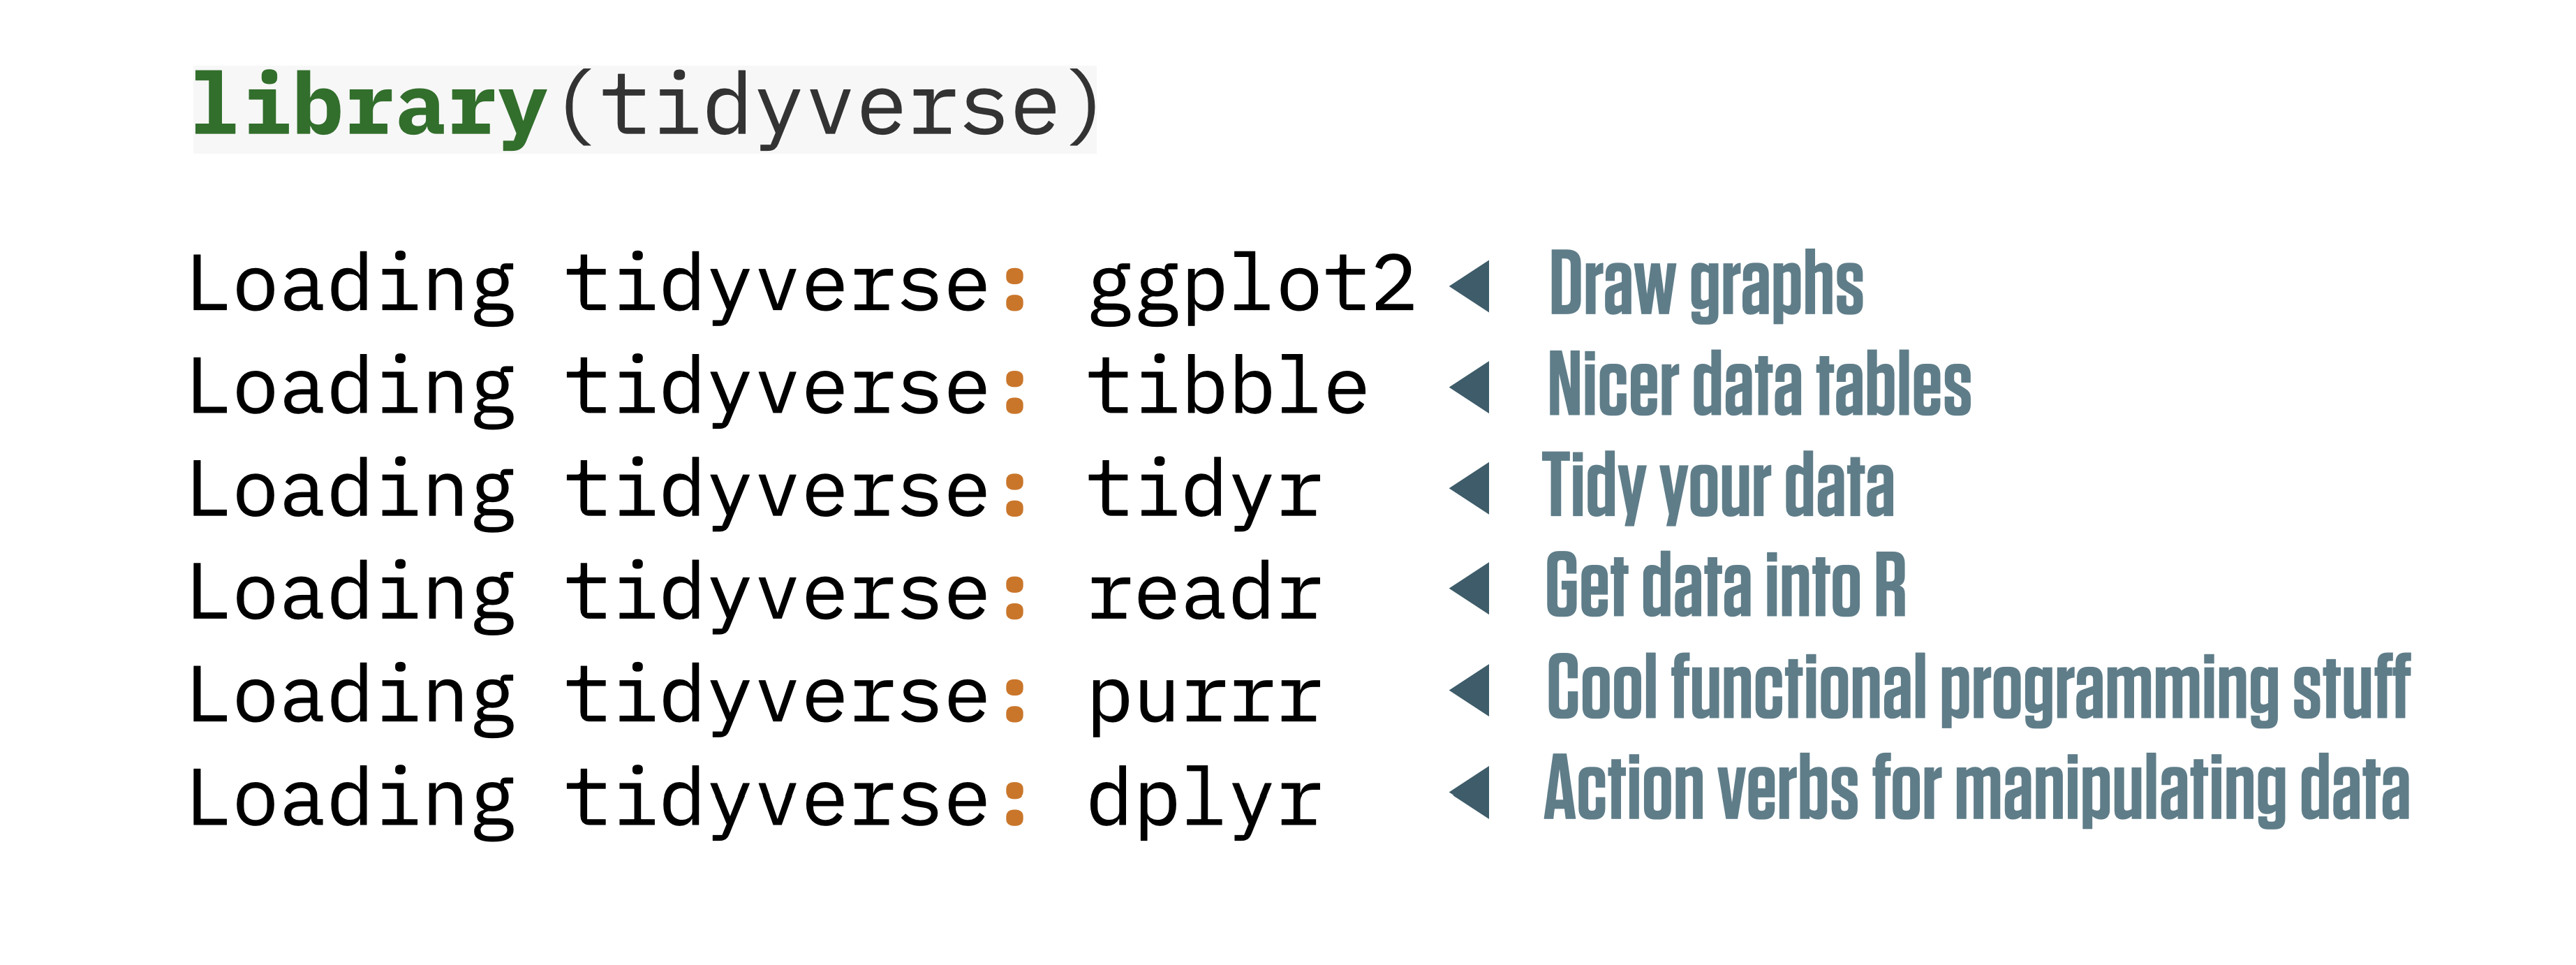 library(tidyverse)
Loading tidyverse: ggplot2 ◀ Draw graphs
Loading tidyverse: tibble ◀ Nicer data tables
Loading tidyverse: tidyr ◀ Tidy your data
Loading tidyverse: readr ◀ Get data into R
Loading tidyverse: purrr ◀ Cool functional programming stuff
Loading tidyverse: dplyr ◀ Action verbs for manipulating data